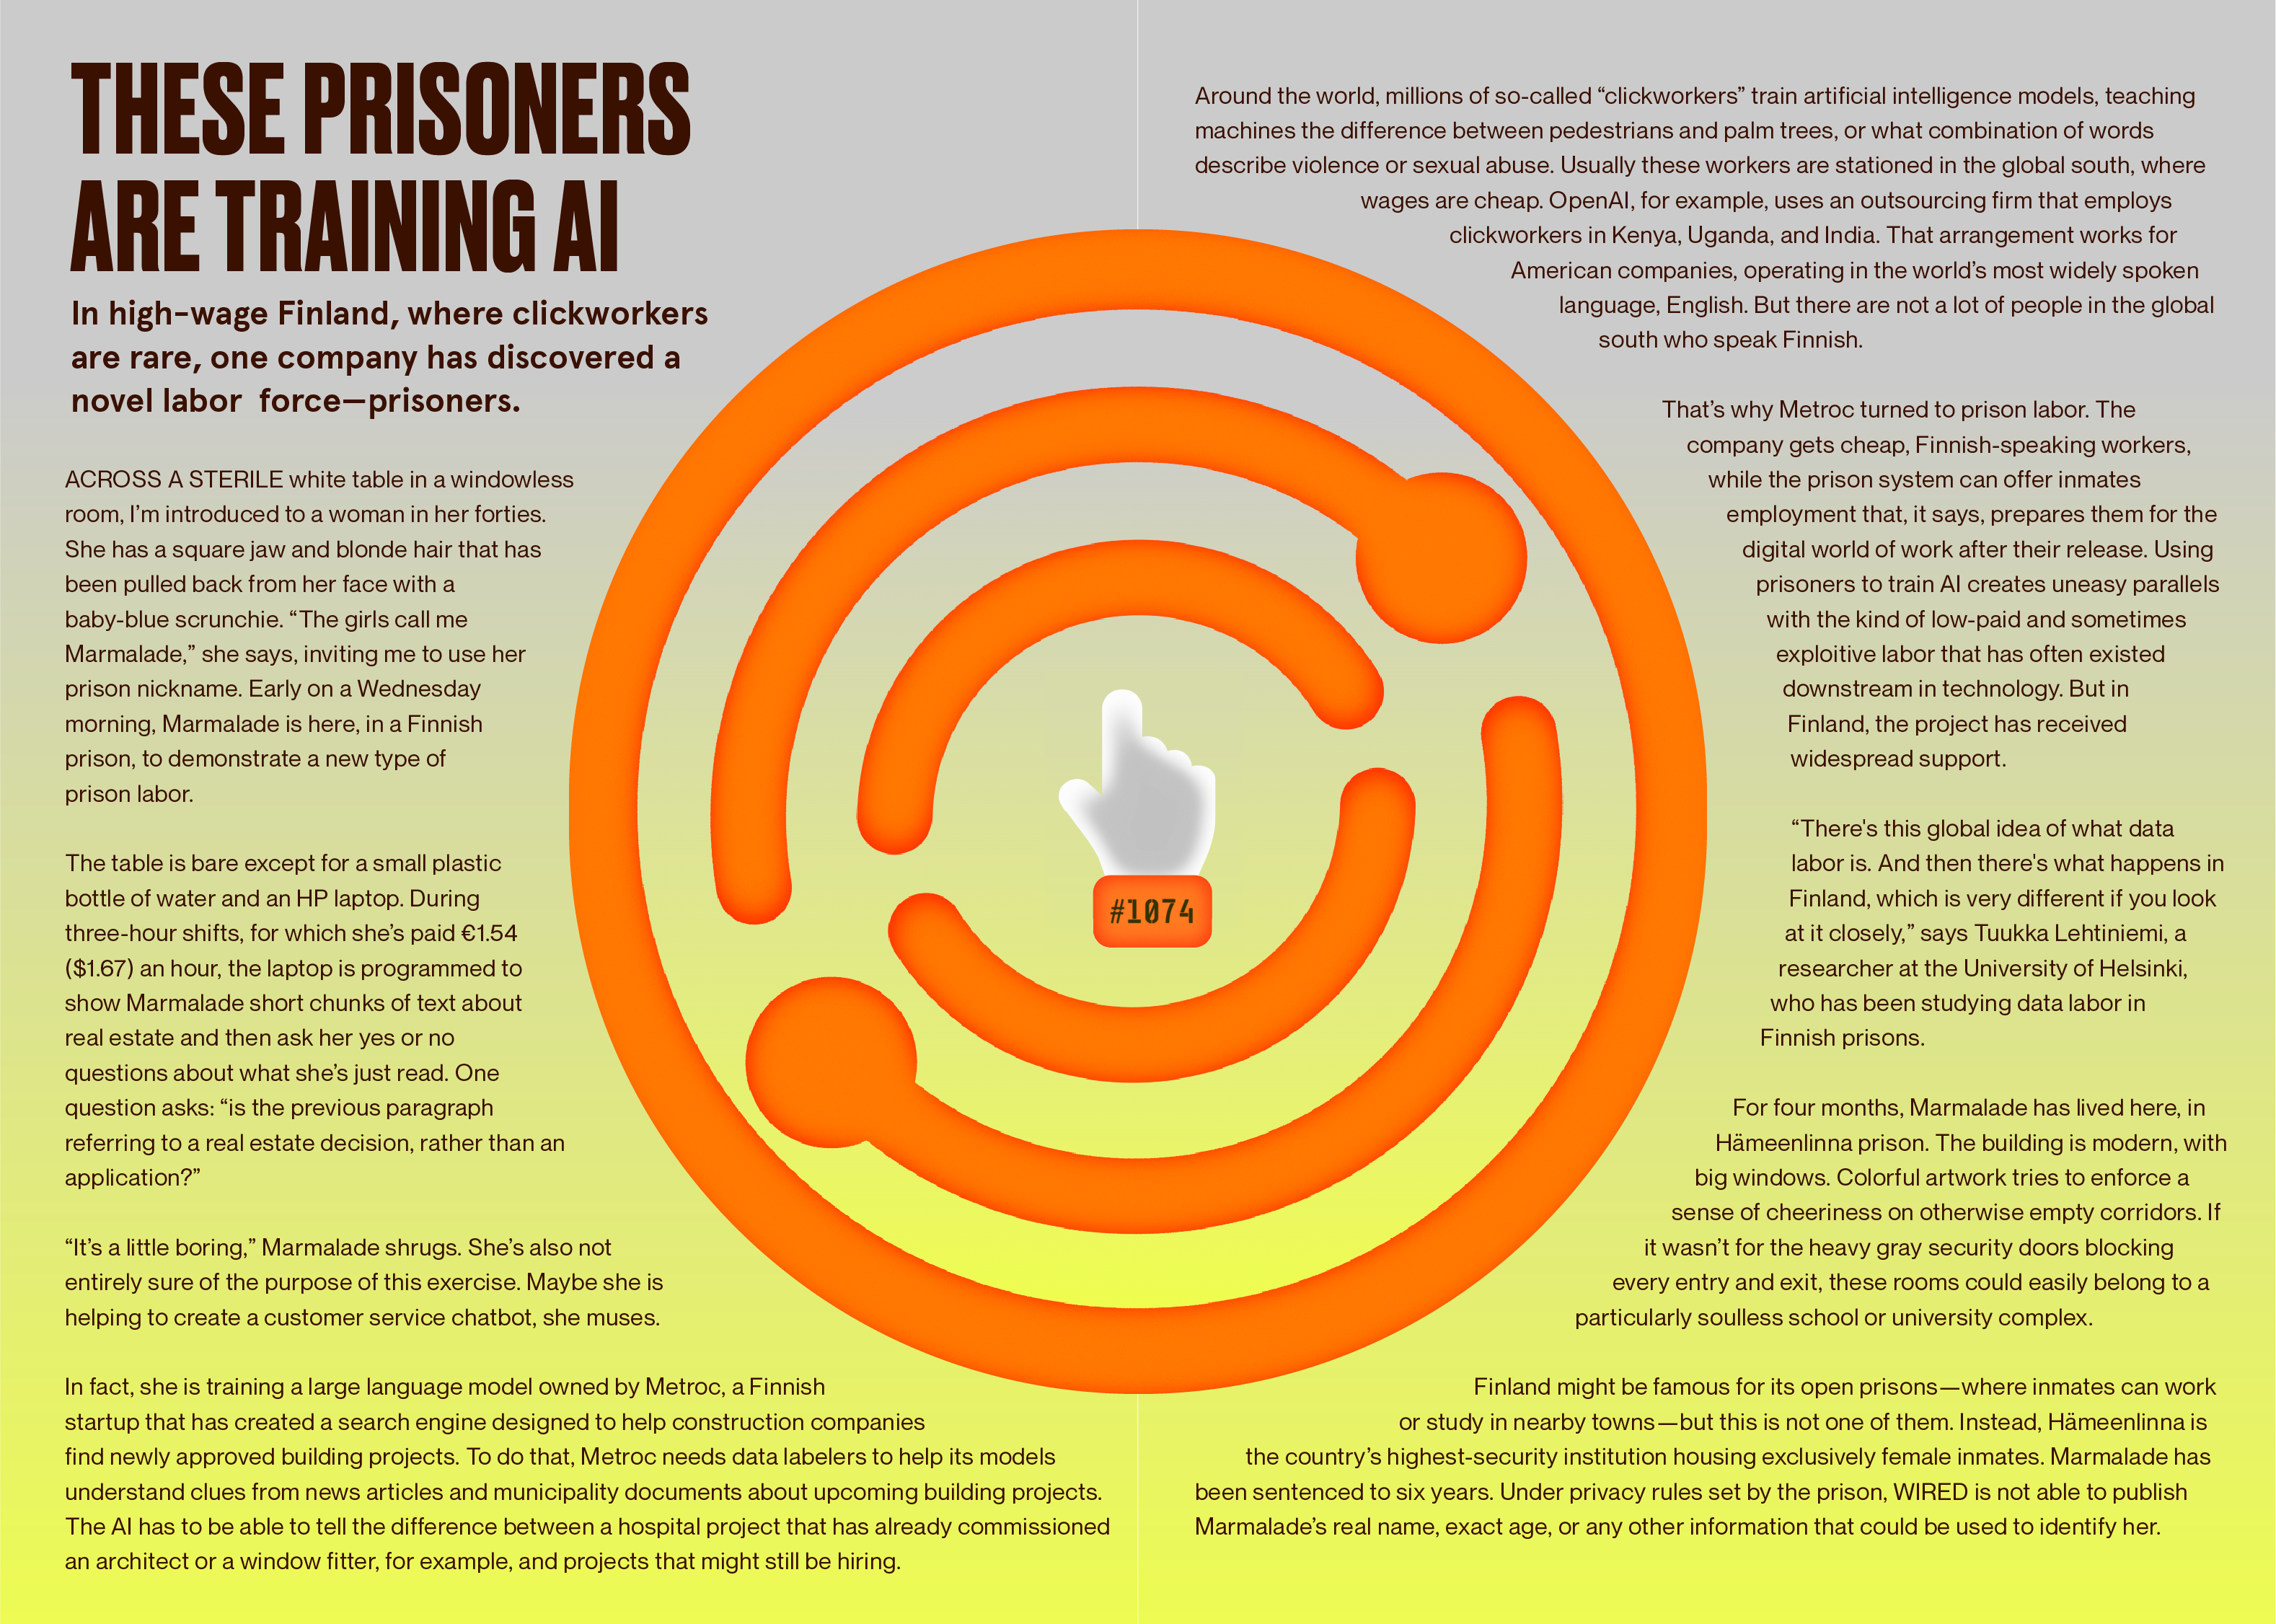 THESE PRISONERS
ARE TRAINING AI
In high-wage Finland, where clickworkers
are rare, one company has discovered a
novel labor  force—prisoners.
ACROSS A STERILE white table in a windowless
room, I’m introduced to a woman in her forties.
She has a square jaw and blonde hair that has
been pulled back from her face with a
baby-blue scrunchie. “The girls call me
Marmalade,” she says, inviting me to use her
prison nickname. Early on a Wednesday
morning, Marmalade is here, in a Finnish
prison, to demonstrate a new type of
prison labor.
The table is bare except for a small plastic
bottle of water and an HP laptop. During
three-hour shifts, for which she’s paid €1.54
($1.67) an hour, the laptop is programmed to
show Marmalade short chunks of text about
real estate and then ask her yes or no
questions about what she’s just read. One
question asks: “is the previous paragraph
referring to a real estate decision, rather than an
application?”
“It’s a little boring,” Marmalade shrugs. She’s also not
entirely sure of the purpose of this exercise. Maybe she is
helping to create a customer service chatbot, she muses.
In fact, she is training a large language model owned by Metroc, a Finnish
startup that has created a search engine designed to help construction companies
find newly approved building projects. To do that, Metroc needs data labelers to help its models
understand clues from news articles and municipality documents about upcoming building projects.
The AI has to be able to tell the difference between a hospital project that has already commissioned
an architect or a window fitter, for example, and projects that might still be hiring.
#1074
Around the world, millions of so-called “clickworkers” train artificial intelligence models, teaching
machines the difference between pedestrians and palm trees, or what combination of words
describe violence or sexual abuse. Usually these workers are stationed in the global south, where
wages are cheap. OpenAI, for example, uses an outsourcing firm that employs
clickworkers in Kenya, Uganda, and India. That arrangement works for
American companies, operating in the world’s most widely spoken
language, English. But there are not a lot of people in the global
south who speak Finnish.
That’s why Metroc turned to prison labor. The
company gets cheap, Finnish-speaking workers,
while the prison system can offer inmates
employment that, it says, prepares them for the
digital world of work after their release. Using
prisoners to train AI creates uneasy parallels
with the kind of low-paid and sometimes
exploitive labor that has often existed
downstream in technology. But in
Finland, the project has received
widespread support.
“There's this global idea of what data
labor is. And then there's what happens in
Finland, which is very different if you look
at it closely,” says Tuukka Lehtiniemi, a
researcher at the University of Helsinki,
who has been studying data labor in
Finnish prisons.
For four months, Marmalade has lived here, in
Hämeenlinna prison. The building is modern, with
big windows. Colorful artwork tries to enforce a
sense of cheeriness on otherwise empty corridors. If
it wasn’t for the heavy gray security doors blocking
every entry and exit, these rooms could easily belong to a
particularly soulless school or university complex.
Finland might be famous for its open prisons—where inmates can work
or study in nearby towns—but this is not one of them. Instead, Hämeenlinna is
the country’s highest-security institution housing exclusively female inmates. Marmalade has
been sentenced to six years. Under privacy rules set by the prison, WIRED is not able to publish
Marmalade’s real name, exact age, or any other information that could be used to identify her.